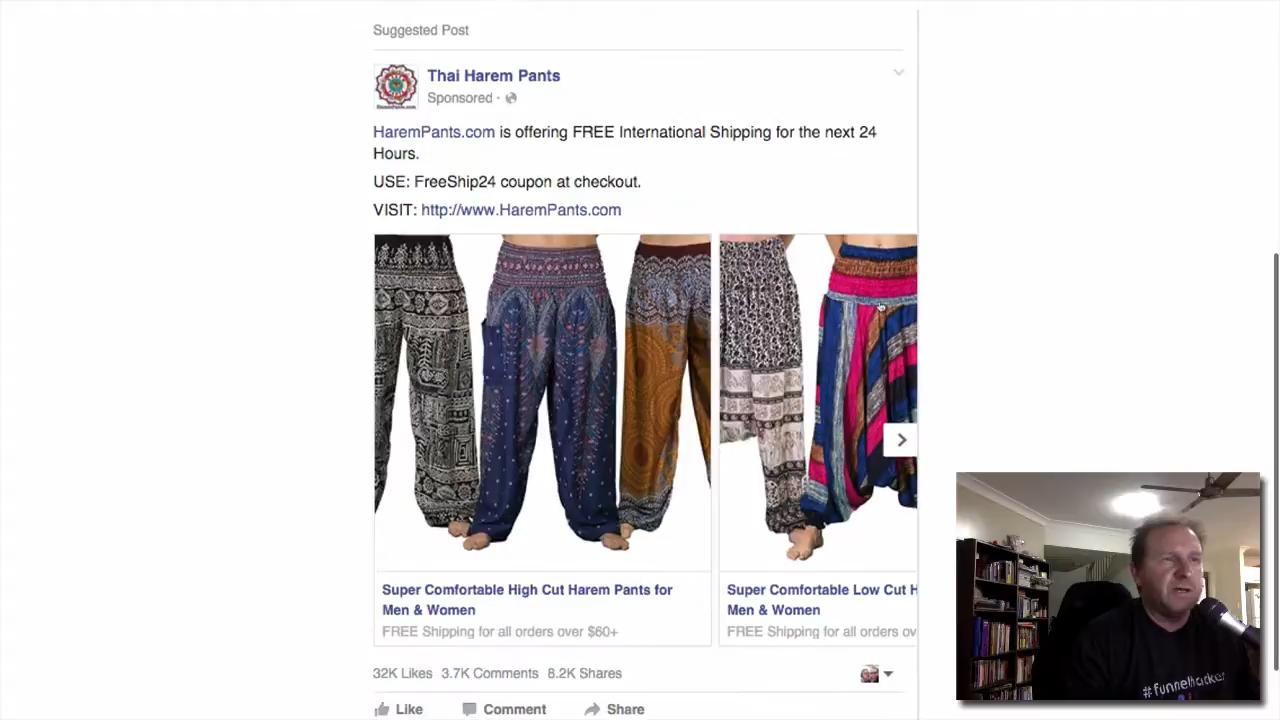 Suggested Post
Thai Harem Pants
Sponsored ·
HaremPants.com is offering FREE International Shipping for the next 24
Hours.
USE: FreeShip24 coupon at checkout.
VISIT: http://www.HaremPants.com
Super Comfortable High Cut Harem Pants for
Men & Women
FREE Shipping for all orders over $60+
Super Comfortable Low Cut H
Men & Women
FREE Shipping for all orders ov
32K Likes 3.7K Comments 8.2K Shares
Like Comment Share
#funnelhacker